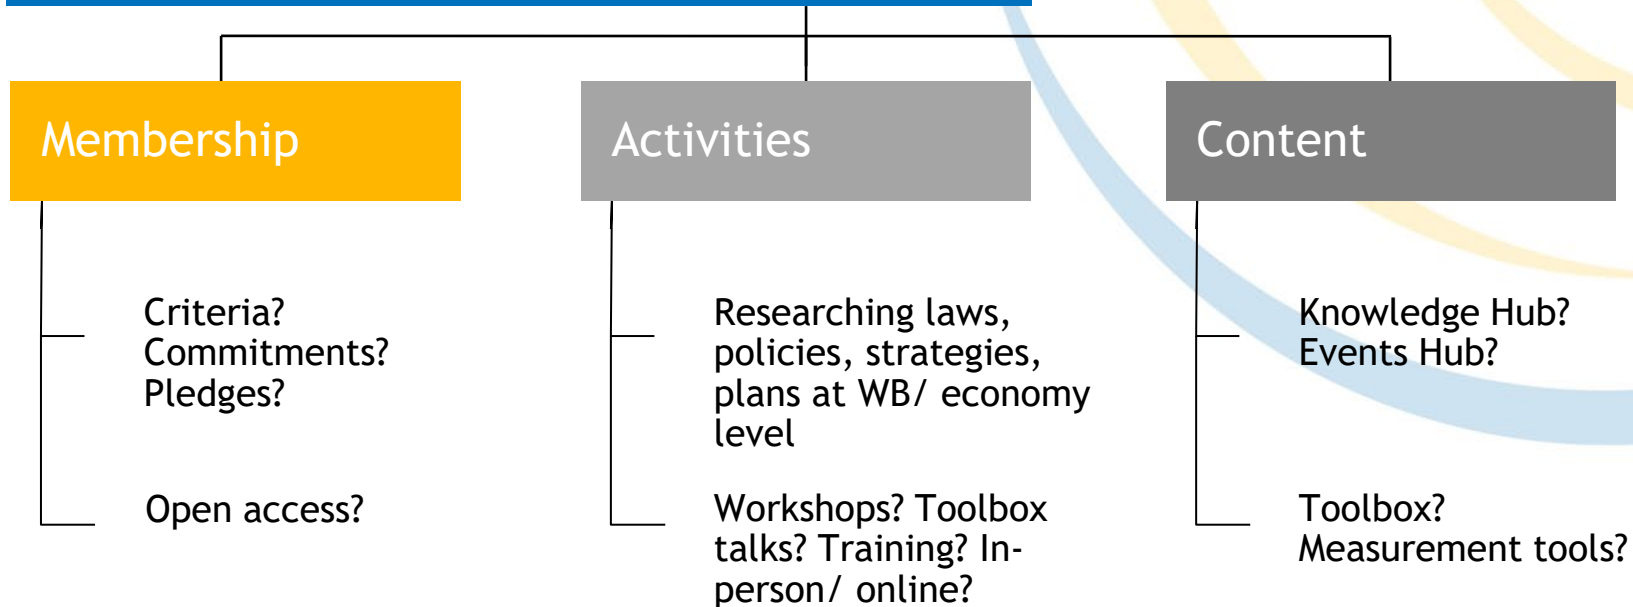 Membership
Criteria?
Commitments?
Pledges?
Open access?
Activities
Researching laws,
policies, strategies,
plans at WB/ economy
level
Workshops? Toolbox
talks? Training? In-
person/ online?
Content
Knowledge Hub?
Events Hub?
Toolbox?
Measurement tools?